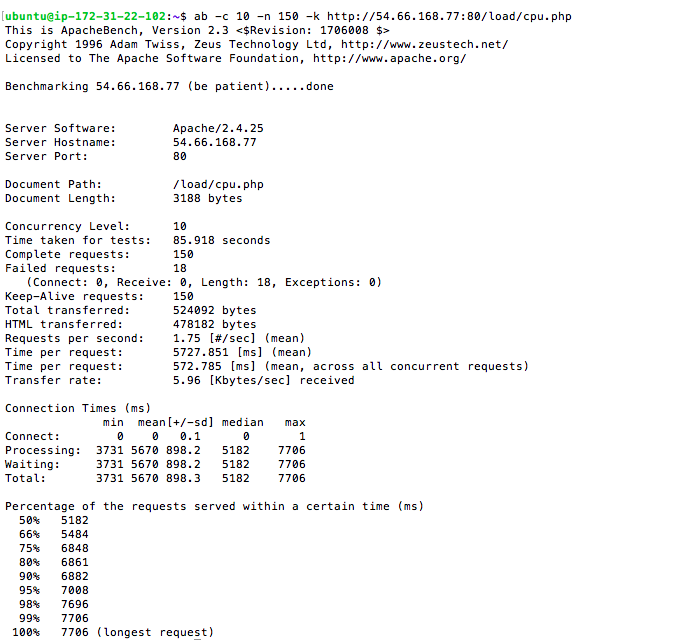 [ubuntu@ip-172-31-22-102:~$ ab -c 10 -n 150 -k http://54.66.168.77:80/load/cpu.php
This is ApacheBench, Version 2.3 <$Revision: 1706008 $>
Copyright 1996 Adam Twiss, Zeus Technology Ltd, http://www.zeustech.net/
Licensed to The Apache Software Foundation, http://www.apache.org/

Benchmarking 54.66.168.77 (be patient).....done

Server Software:        Apache/2.4.25
Server Hostname:        54.66.168.77
Server Port:            80

Document Path:          /load/cpu.php
Document Length:        3188 bytes

Concurrency Level:      10
Time taken for tests:   85.918 seconds
Complete requests:      150
Failed requests:        18
   (Connect: 0, Receive: 0, Length: 18, Exceptions: 0)
Keep-Alive requests:    150
Total transferred:      524092 bytes
HTML transferred:       478182 bytes
Requests per second:    1.75 [#/sec] (mean)
Time per request:       5727.851 [ms] (mean)
Time per request:       572.785 [ms] (mean, across all concurrent requests)
Transfer rate:          5.96 [Kbytes/sec] received

Connection Times (ms)
              min  mean[+/-sd] median   max
Connect:        0    0   0.1      0       1
Processing:  3731 5670 898.2   5182    7706
Waiting:     3731 5670 898.2   5182    7706
Total:       3731 5670 898.3   5182    7706

Percentage of the requests served within a certain time (ms)
  50%   5182
  66%   5484
  75%   6848
  80%   6861
  90%   6882
  95%   7008
  98%   7696
  99%   7706
 100%   7706 (longest request)